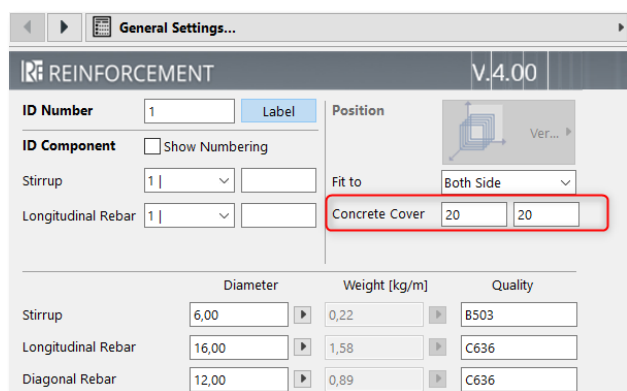 General Settings...
REINFORCEMENT V.4.00
ID Number 1 Label Position
Ver...
ID Component Show Numbering
Stirrup 1 | Fit to Both Side
Longitudinal Rebar 1 | Concrete Cover 20 20
Diameter Weight [kg/m] Quality
Stirrup 6,00 0,22 B503
Longitudinal Rebar 16,00 1,58 C636
Diagonal Rebar 12,00 0,89 C636